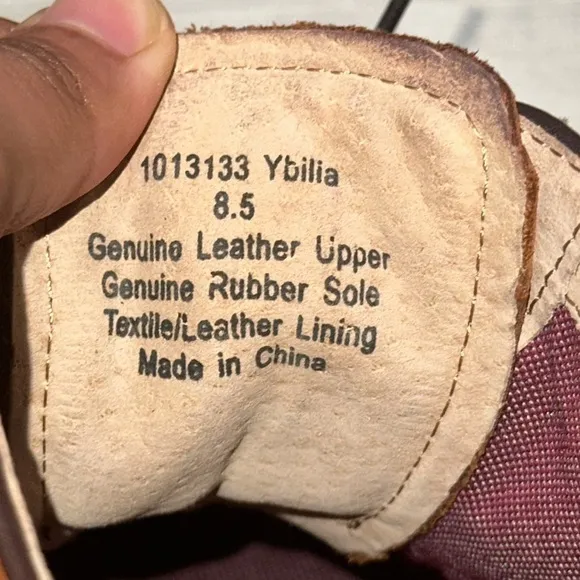 1013133 Ybilia
8.5
Genuine Leather Upper
Genuine Rubber Sole
Textile/Leather Lining
Made in China